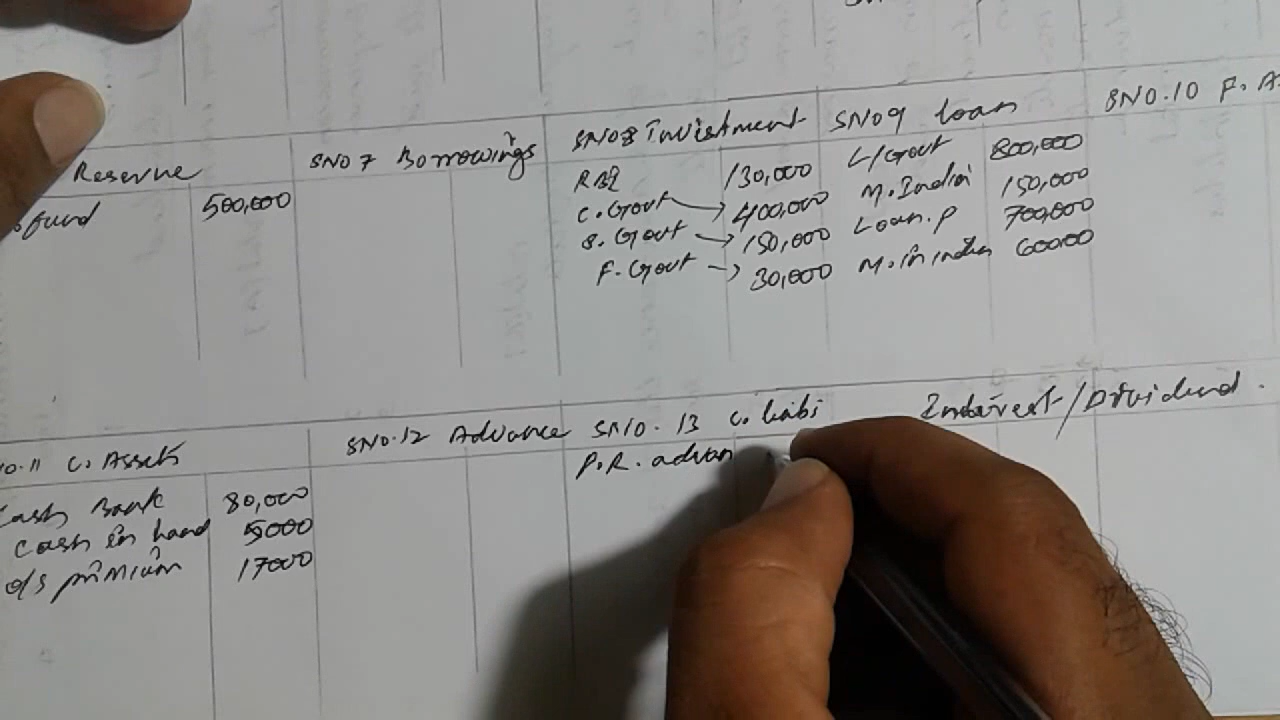 Reserve
fund 500,000
SNO 7 Borrowings
SNO 8 Invistment
RBI 130,000
C. Govt → 400,000
S. Govt → 150,000
F. Govt → 30,000
SNO 9 loan
L/Govt 800,000
M. India 150,000
Loan. P 700,000
M. in india 60000
SNO. 10 F. A
10. 11 C. Assets
Cash Bank 80,000
Cash in hand 5000
o/s primium 17000
SNO. 12 Advance
SNO. 13 C. liabi
P. R. advan
Interest / Dividend.